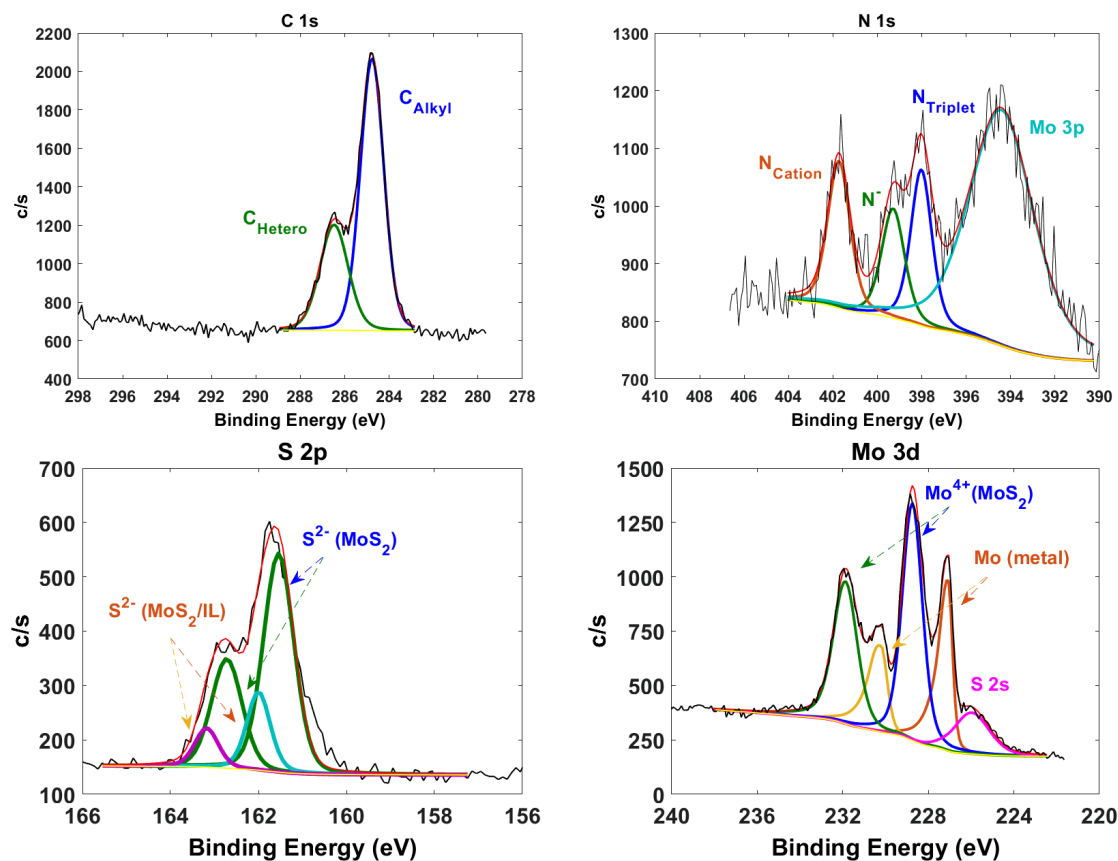 C 1s
2200
2000
1800
1600
1400
1200
1000
800
600
400
c/s
C_Alkyl
C_Hetero
298 296 294 292 290 288 286 284 282 280 278
Binding Energy (eV)
N 1s
1300
1200
1100
1000
900
800
700
c/s
N_Triplet
Mo 3p
N_Cation
N⁻
410 408 406 404 402 400 398 396 394 392 390
Binding Energy (eV)
S 2p
700
600
500
400
300
200
100
c/s
S²⁻ (MoS₂)
S²⁻ (MoS₂/IL)
166 164 162 160 158 156
Binding Energy (eV)
Mo 3d
1500
1250
1000
750
500
250
0
c/s
Mo⁴⁺(MoS₂)
Mo (metal)
S 2s
240 236 232 228 224 220
Binding Energy (eV)